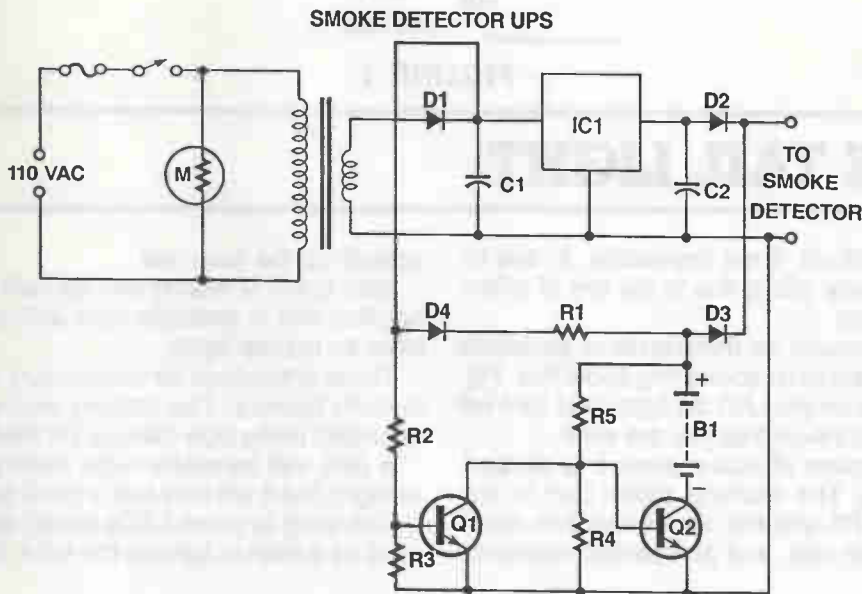 SMOKE DETECTOR UPS
D1
D2
IC1
110 VAC
M
C1
C2
TO
SMOKE
DETECTOR
D4
R1
D3
R5
+
B1
R2
–
Q1
Q2
R3
R4